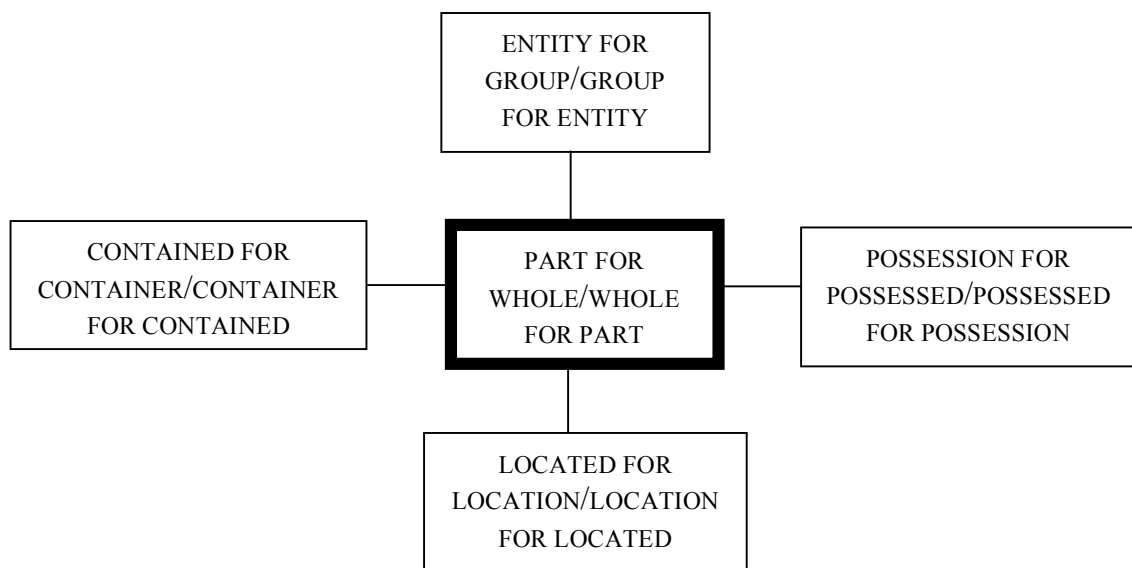 ENTITY FOR
GROUP/GROUP
FOR ENTITY
CONTAINED FOR
CONTAINER/CONTAINER
FOR CONTAINED
PART FOR
WHOLE/WHOLE
FOR PART
POSSESSION FOR
POSSESSED/POSSESSED
FOR POSSESSION
LOCATED FOR
LOCATION/LOCATION
FOR LOCATED